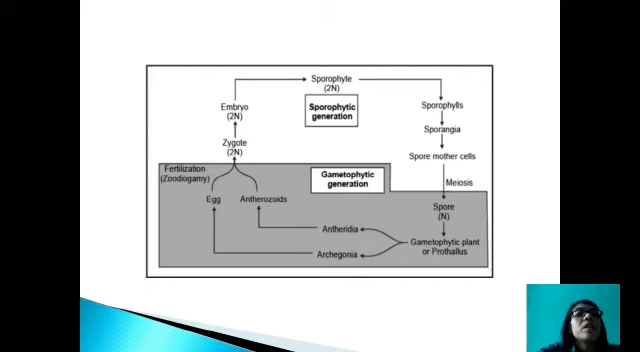 Sporophyte
(2N)
Sporophytic
generation
Embryo
(2N)
Sporophylls
Sporangia
Zygote
(2N)
Spore mother cells
Fertilization
(Zoodiogamy)
Gametophytic
generation
Meiosis
Egg
Antherozoids
Spore
(N)
Antheridia
Gametophytic plant
or Prothallus
Archegonia